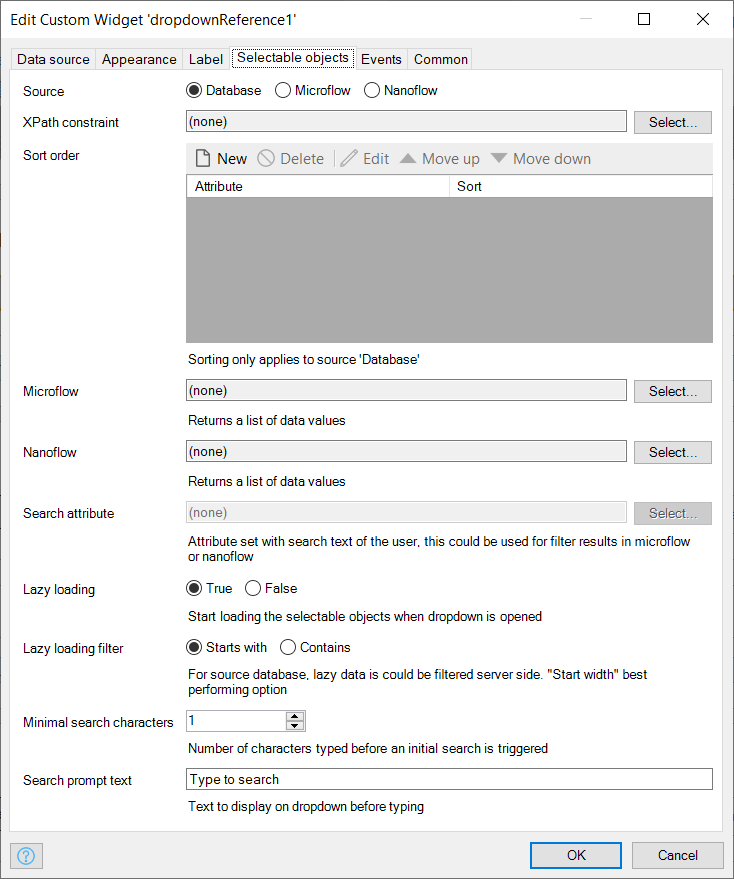 Edit Custom Widget 'dropdownReference1'
Data source Appearance Label Selectable objects Events Common
Source Database Microflow Nanoflow
XPath constraint (none) Select...
Sort order New Delete Edit Move up Move down
Attribute Sort
Sorting only applies to source 'Database'
Microflow (none) Select...
Returns a list of data values
Nanoflow (none) Select...
Returns a list of data values
Search attribute (none) Select...
Attribute set with search text of the user, this could be used for filter results in microflow
or nanoflow
Lazy loading True False
Start loading the selectable objects when dropdown is opened
Lazy loading filter Starts with Contains
For source database, lazy data is could be filtered server side. "Start width" best
performing option
Minimal search characters 1
Number of characters typed before an initial search is triggered
Search prompt text Type to search
Text to display on dropdown before typing
? OK Cancel